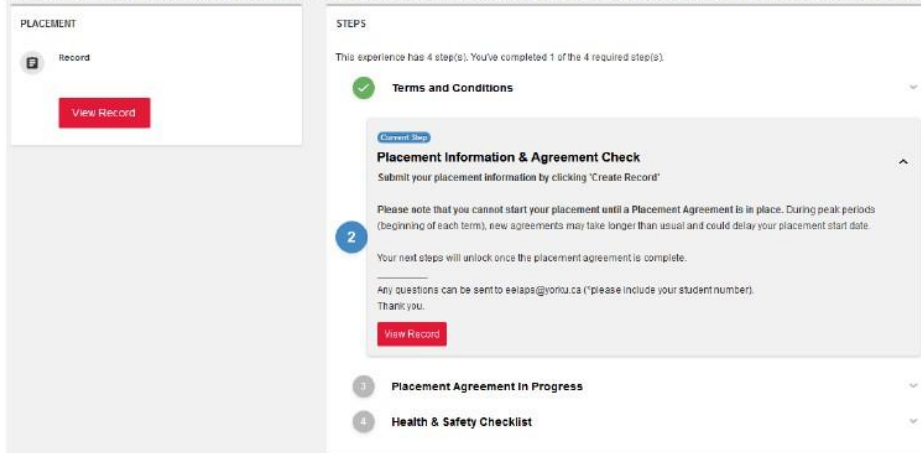 PLACEMENT
Record
View Record
STEPS
This experience has 4 step(s). You've completed 1 of the 4 required step(s).
Terms and Conditions
Current Step
Placement Information & Agreement Check
Submit your placement information by clicking 'Create Record'
Please note that you cannot start your placement until a Placement Agreement is in place. During peak periods
(beginning of each term), new agreements may take longer than usual and could delay your placement start date.
2
Your next steps will unlock once the placement agreement is complete.
Any questions can be sent to eelaps@yorku.ca (*please include your student number).
Thank you.
View Record
3
Placement Agreement In Progress
4
Health & Safety Checklist